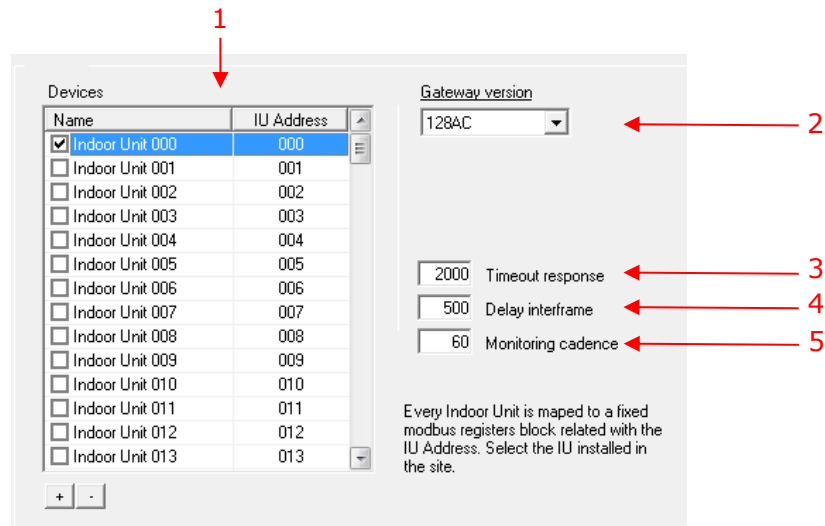 1
Devices
Name IU Address
Indoor Unit 000 000
Indoor Unit 001 001
Indoor Unit 002 002
Indoor Unit 003 003
Indoor Unit 004 004
Indoor Unit 005 005
Indoor Unit 006 006
Indoor Unit 007 007
Indoor Unit 008 008
Indoor Unit 009 009
Indoor Unit 010 010
Indoor Unit 011 011
Indoor Unit 012 012
Indoor Unit 013 013
+ -
Gateway version
128AC 2
2000 Timeout response 3
500 Delay interframe 4
60 Monitoring cadence 5
Every Indoor Unit is maped to a fixed
modbus registers block related with the
IU Address. Select the IU installed in
the site.